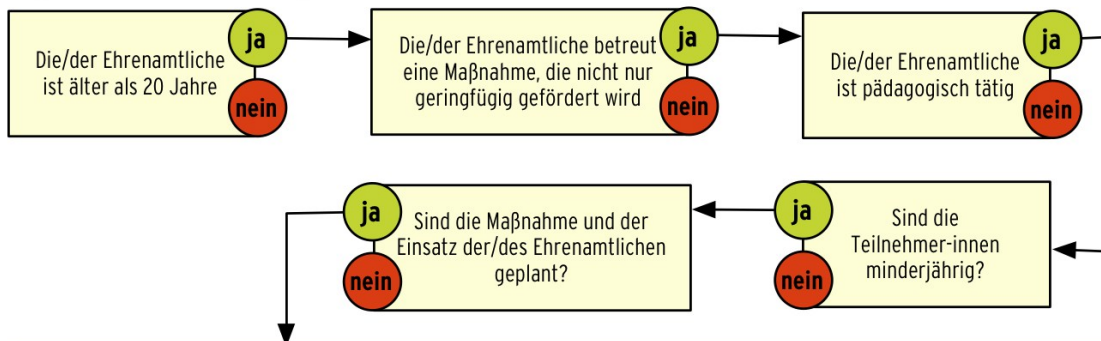 Die/der Ehrenamtliche
ist älter als 20 Jahre
ja
nein
Die/der Ehrenamtliche betreut
eine Maßnahme, die nicht nur
geringfügig gefördert wird
ja
nein
Die/der Ehrenamtliche
ist pädagogisch tätig
ja
nein
Sind die
Teilnehmer-innen
minderjährig?
ja
nein
Sind die Maßnahme und der
Einsatz der/des Ehrenamtlichen
geplant?
ja
nein